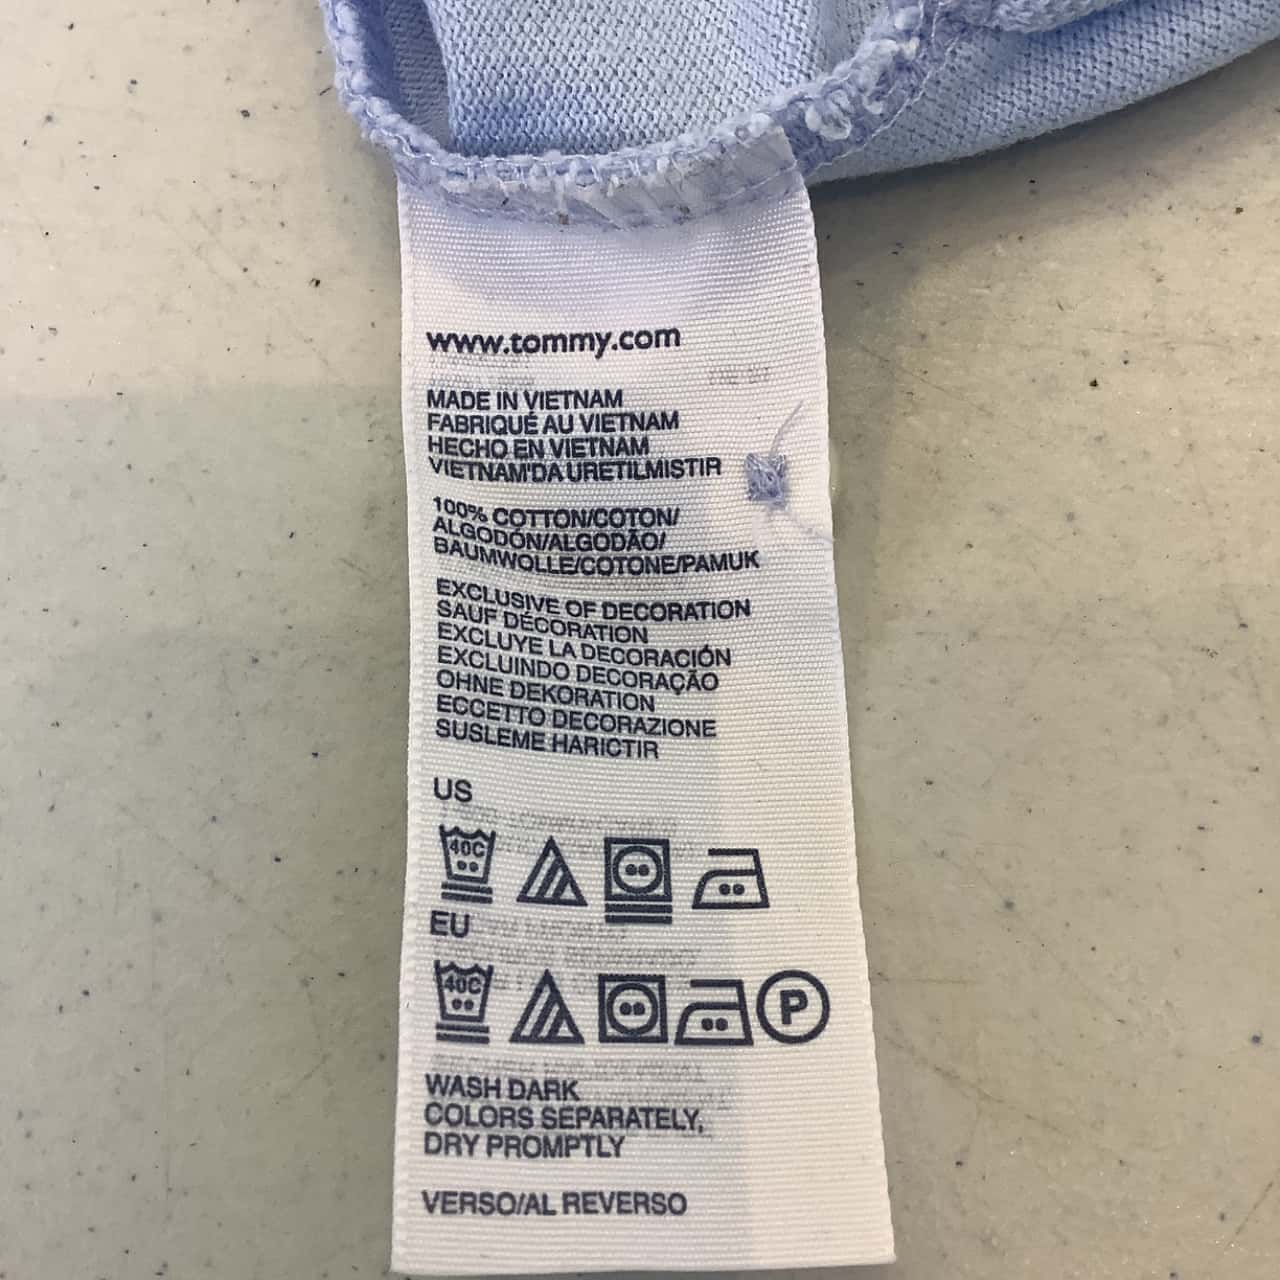 www.tommy.com
MADE IN VIETNAM
FABRIQUÉ AU VIETNAM
HECHO EN VIETNAM
VIETNAM'DA URETILMISTIR
100% COTTON/COTON/
ALGODÓN/ALGODÃO/
BAUMWOLLE/COTONE/PAMUK
EXCLUSIVE OF DECORATION
SAUF DÉCORATION
EXCLUYE LA DECORACIÓN
EXCLUINDO DECORAÇÃO
OHNE DEKORATION
ECCETTO DECORAZIONE
SUSLEME HARICTIR
US
40C
EU
40C P
WASH DARK
COLORS SEPARATELY,
DRY PROMPTLY
VERSO/AL REVERSO